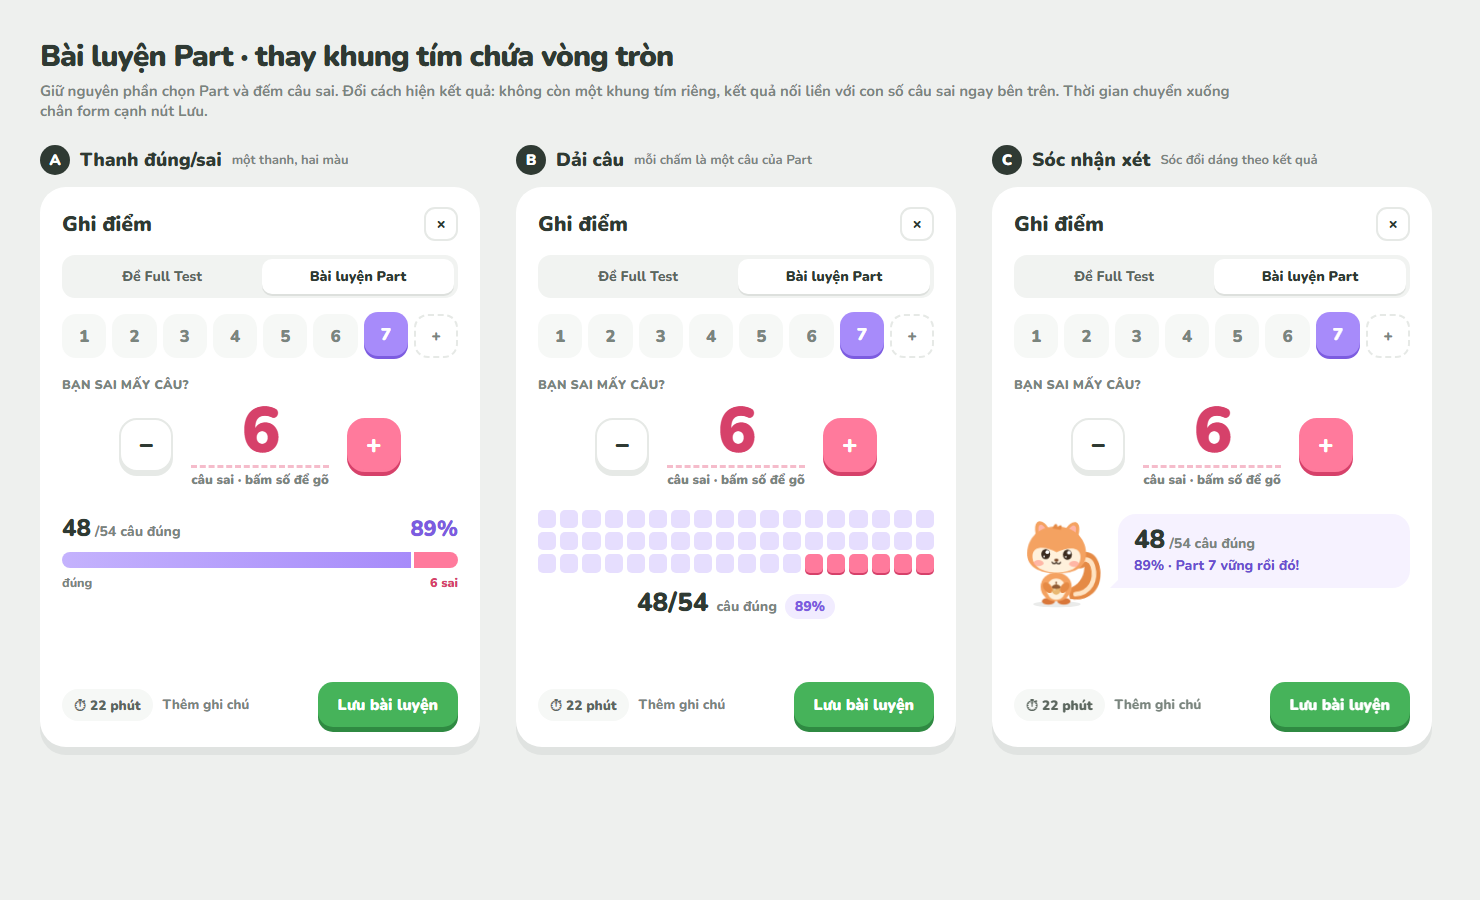 Bài luyện Part · thay khung tím chứa vòng tròn
Giữ nguyên phần chọn Part và đếm câu sai. Đổi cách hiện kết quả: không còn một khung tím riêng, kết quả nối liền với con số câu sai ngay bên trên. Thời gian chuyển xuống
chân form cạnh nút Lưu.
A Thanh đúng/sai một thanh, hai màu
Ghi điểm ×
Đề Full Test Bài luyện Part
1 2 3 4 5 6 7 +
BẠN SAI MẤY CÂU?
− 6 +
câu sai · bấm số để gõ
48 /54 câu đúng 89%
đúng 6 sai
⏱ 22 phút Thêm ghi chú Lưu bài luyện
B Dải câu mỗi chấm là một câu của Part
Ghi điểm ×
Đề Full Test Bài luyện Part
1 2 3 4 5 6 7 +
BẠN SAI MẤY CÂU?
− 6 +
câu sai · bấm số để gõ
48/54 câu đúng 89%
⏱ 22 phút Thêm ghi chú Lưu bài luyện
C Sóc nhận xét Sóc đổi dáng theo kết quả
Ghi điểm ×
Đề Full Test Bài luyện Part
1 2 3 4 5 6 7 +
BẠN SAI MẤY CÂU?
− 6 +
câu sai · bấm số để gõ
48 /54 câu đúng
89% · Part 7 vững rồi đó!
⏱ 22 phút Thêm ghi chú Lưu bài luyện